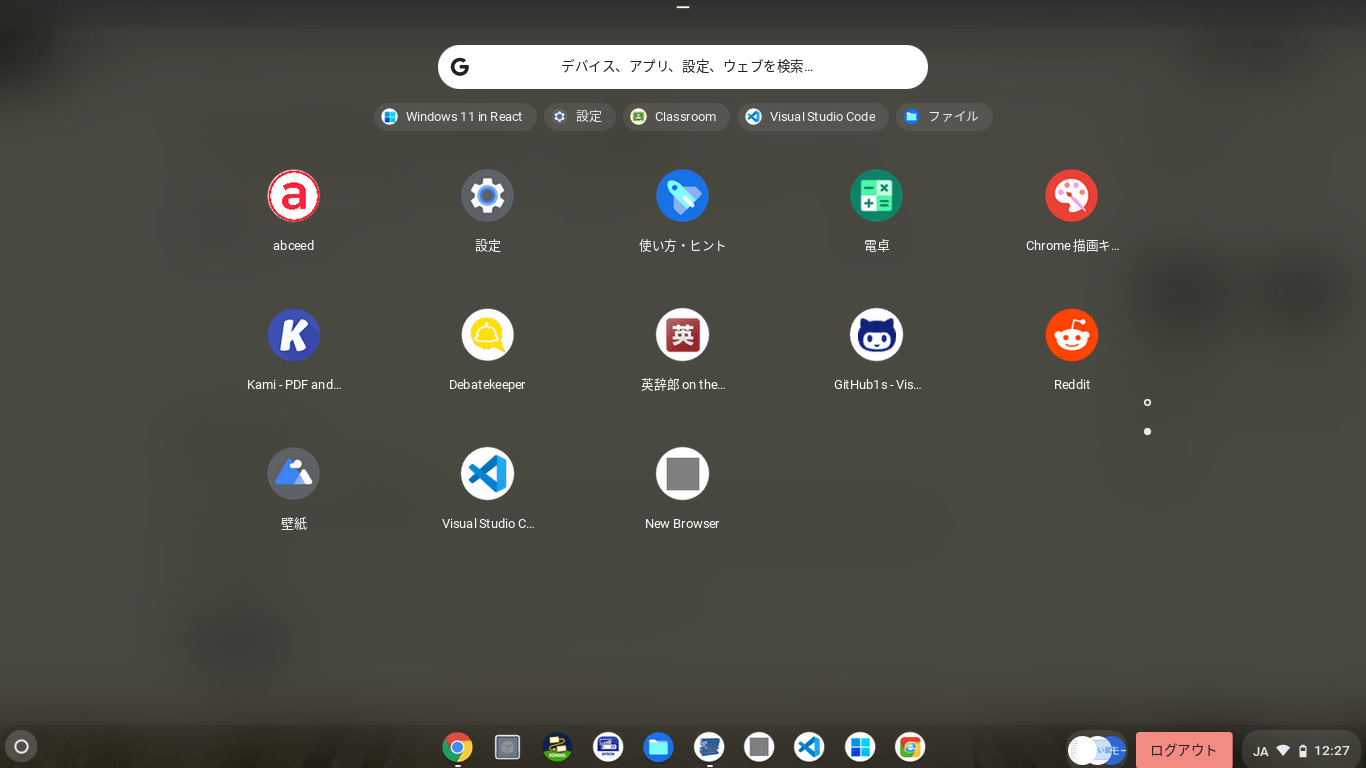 デバイス、アプリ、設定、ウェブを検索...
Windows 11 in React
設定
Classroom
Visual Studio Code
ファイル
abceed
設定
使い方・ヒント
電卓
Chrome 描画キ...
Kami - PDF and...
Debatekeeper
英辞郎 on the...
GitHub1s - Vis...
Reddit
壁紙
Visual Studio C...
New Browser
SCHOOL
EPSON
ログアウト
JA
12:27